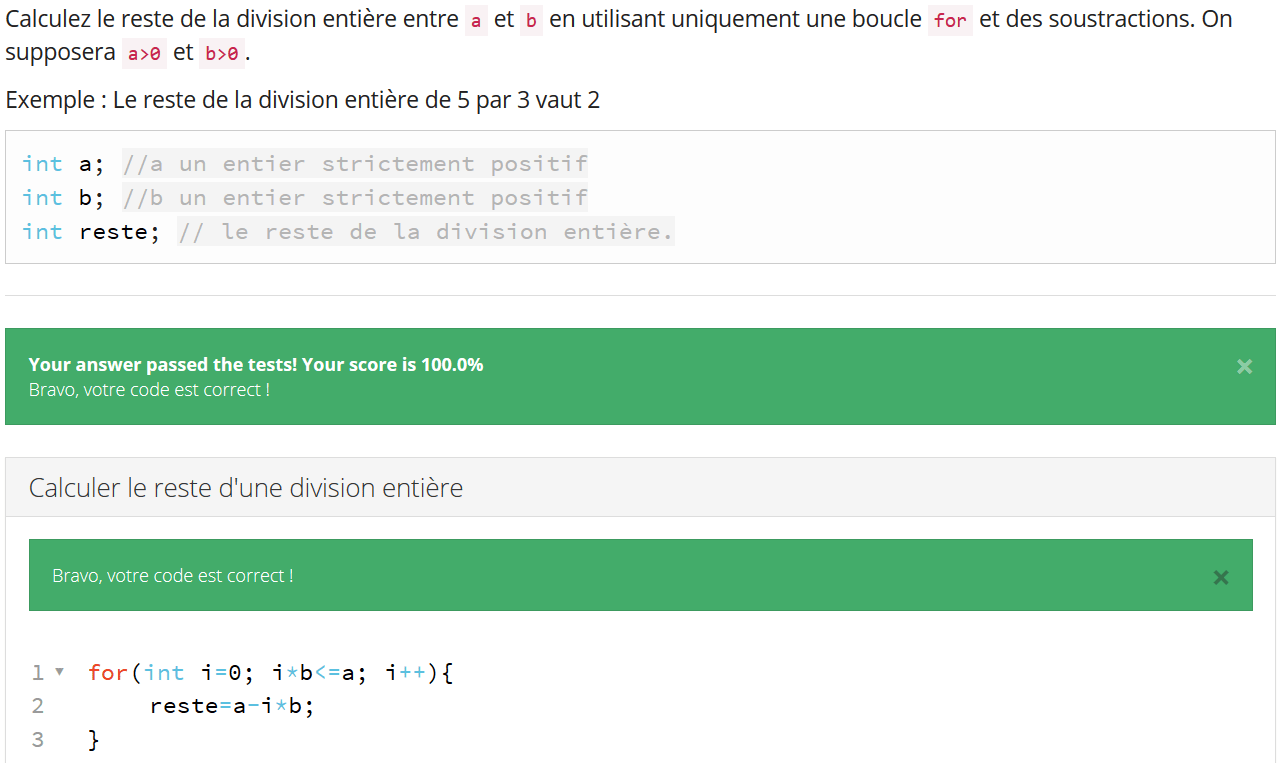 Calculez le reste de la division entière entre a et b en utilisant uniquement une boucle for et des soustractions. On
supposera a>0 et b>0.
Exemple : Le reste de la division entière de 5 par 3 vaut 2
int a; //a un entier strictement positif
int b; //b un entier strictement positif
int reste; // le reste de la division entière.
Your answer passed the tests! Your score is 100.0%
Bravo, votre code est correct !
Calculer le reste d'une division entière
Bravo, votre code est correct !
1 for(int i=0; i*b<=a; i++){
2 reste=a-i*b;
3 }